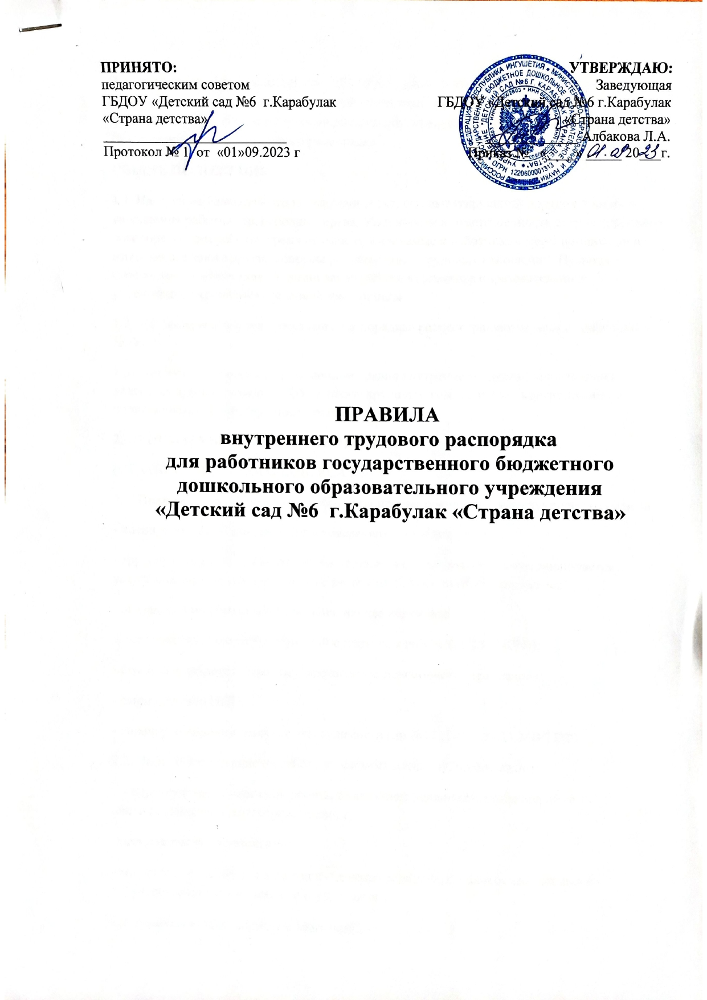 ПРИНЯТО:
педагогическим советом
ГБДОУ «Детский сад №6 г.Карабулак
«Страна детства»
Протокол № 1 от «01»09.2023 г
УТВЕРЖДАЮ:
Заведующая
ГБДОУ «Детский сад №6 г.Карабулак
«Страна детства»
Албакова Л.А.
Приказ № « » 01.09 2023 г.
ПРАВИЛА
внутреннего трудового распорядка
для работников государственного бюджетного
дошкольного образовательного учреждения
«Детский сад №6 г.Карабулак «Страна детства»